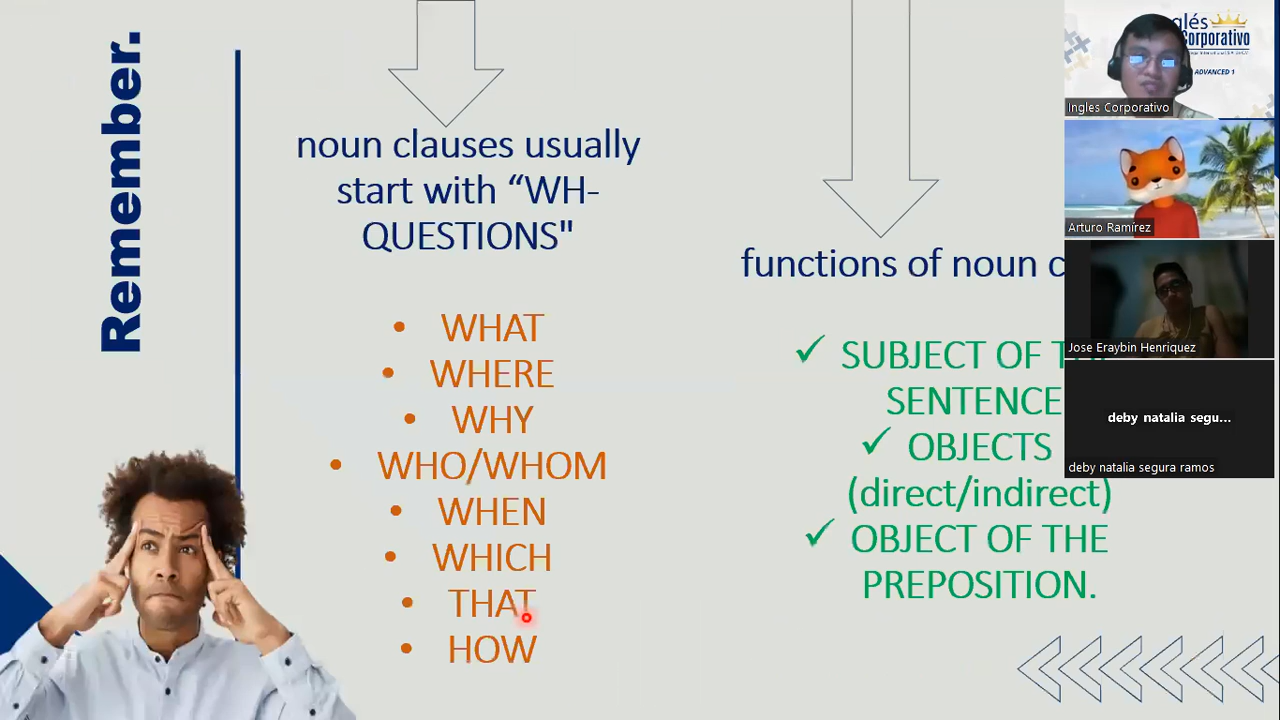 Remember.
noun clauses usually
start with “WH-
QUESTIONS"
• WHAT
• WHERE
• WHY
• WHO/WHOM
• WHEN
• WHICH
• THAT
• HOW
functions of noun c
✓ SUBJECT OF
SENTENCE
✓ OBJECTS
(direct/indirect)
✓ OBJECT OF THE
PREPOSITION.
glés
Corporativo
ADVANCED 1
Ingles Corporativo
Arturo Ramírez
Jose Eraybin Henriquez
deby natalia segu...
deby natalia segura ramos